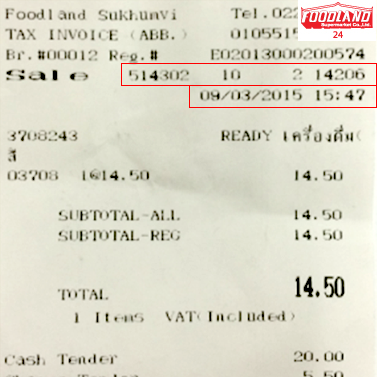 Foodland Sukhumvi Tel.022
FOODLAND
Supermarket Co.,Ltd.
24
TAX INVOICE (ABB.) 0105515
Br.#00012 Reg.# E02013000200574
Sale 514302 10 2 14206
09/03/2015 15:47
3708243 READY เครื่องดื่ม(
สี
03708 1@14.50 14.50
SUBTOTAL-ALL 14.50
SUBTOTAL-REG 14.50
TOTAL 14.50
1 Items VAT(Included)
Cash Tender 20.00
5.50